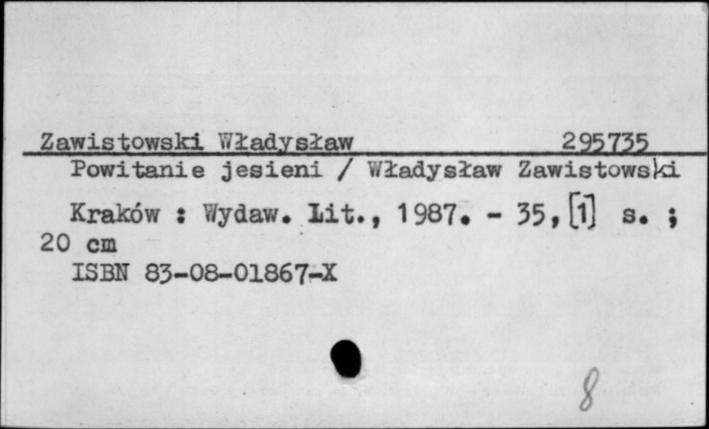 Zawistowski Władysław 295735
Powitanie jesieni / Władysław Zawistowski
Kraków : Wydaw. Lit., 1987. - 35,[1] s. ;
20 cm
ISBN 83-08-01867-X
8